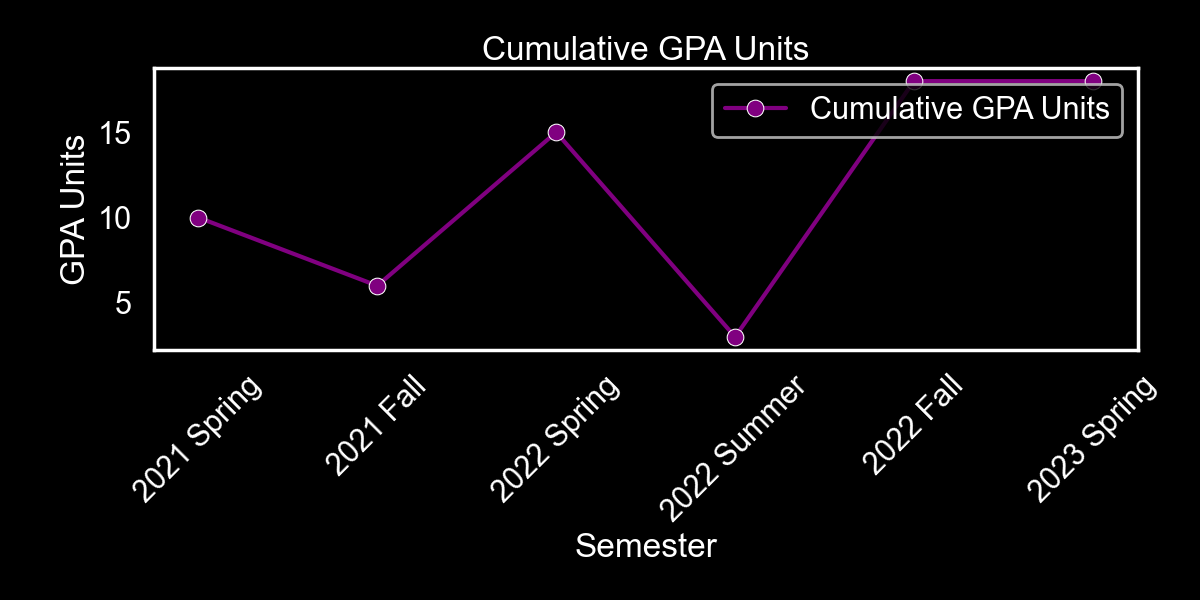 Cumulative GPA Units
Cumulative GPA Units
GPA Units
15
10
5
2021 Spring
2021 Fall
2022 Spring
2022 Summer
2022 Fall
2023 Spring
Semester